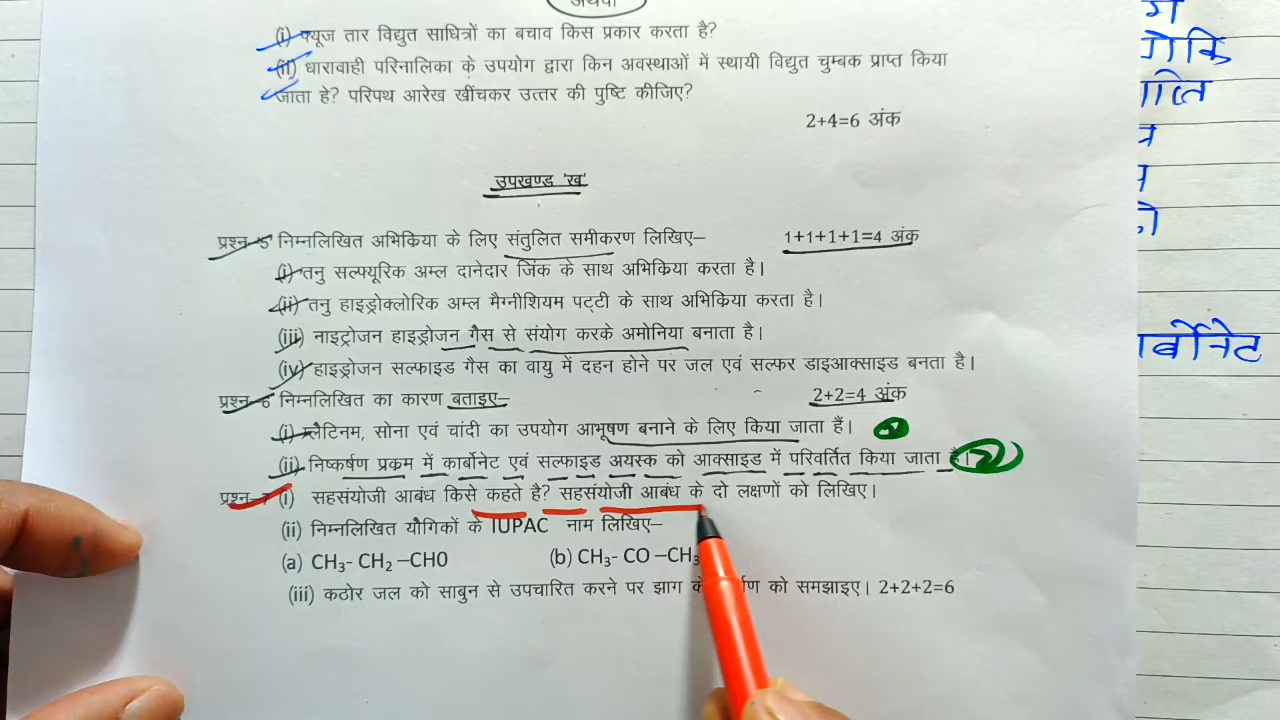 अथवा
(i) फ्यूज तार विद्युत साधित्रों का बचाव किस प्रकार करता है?
(ii) धारावाही परिनालिका के उपयोग द्वारा किन अवस्थाओं में स्थायी विद्युत चुम्बक प्राप्त किया
जाता हे? परिपथ आरेख खींचकर उत्तर की पुष्टि कीजिए?
2+4=6 अंक
उपखण्ड 'ख'
प्रश्न-5 निम्नलिखित अभिक्रिया के लिए संतुलित समीकरण लिखिए– 1+1+1+1=4 अंक
(i) तनु सल्फ्यूरिक अम्ल दानेदार जिंक के साथ अभिक्रिया करता है।
(ii) तनु हाइड्रोक्लोरिक अम्ल मैग्नीशियम पट्टी के साथ अभिक्रिया करता है।
(iii) नाइट्रोजन हाइड्रोजन गैस से संयोग करके अमोनिया बनाता है।
(iv) हाइड्रोजन सल्फाइड गैस का वायु में दहन होने पर जल एवं सल्फर डाइआक्साइड बनता है।
प्रश्न-6 निम्नलिखित का कारण बताइए– 2+2=4 अंक
(i) प्लैटिनम, सोना एवं चांदी का उपयोग आभूषण बनाने के लिए किया जाता हैं।
(ii) निष्कर्षण प्रक्रम में कार्बोनेट एवं सल्फाइड अयस्क को आक्साइड में परिवर्तित किया जाता है।
प्रश्न-7 (i) सहसंयोजी आबंध किसे कहते है? सहसंयोजी आबंध के दो लक्षणों को लिखिए।
(ii) निम्नलिखित यौगिकों के IUPAC नाम लिखिए–
(a) CH₃- CH₂ –CHO (b) CH₃- CO –CH₃
(iii) कठोर जल को साबुन से उपचारित करने पर झाग के को समझाइए। 2+2+2=6
र्बोनेट